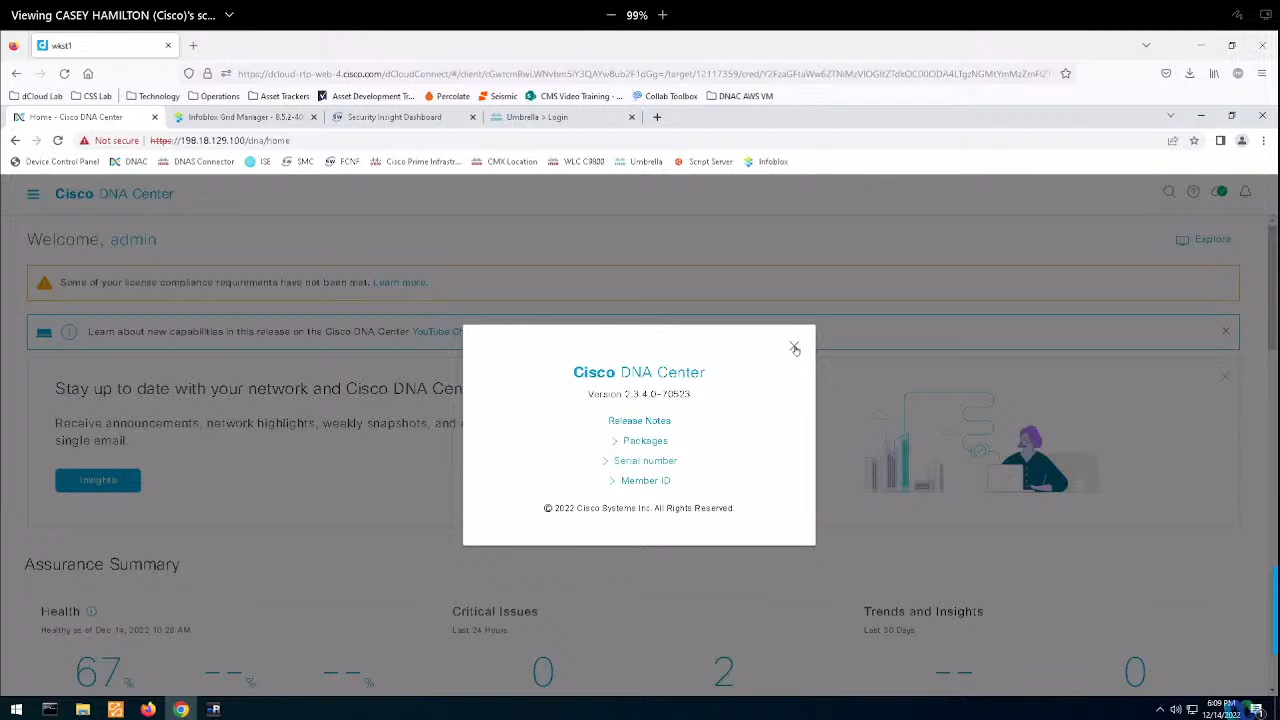 Viewing CASEY HAMILTON (Cisco)'s sc...
99%
wkst1
dCloud Lab
CSS Lab
Technology
Operations
Asset Trackers
Asset Development Tr...
Percolate
Seismic
CMS Video Training - ...
Collab Toolbox
DNAC AWS VM
Home - Cisco DNA Center
Infoblox Grid Manager - 8.5.2-40
Security Insight Dashboard
Umbrella > Login
Not secure
https://198.18.129.100/dna/home
Device Control Panel
DNAC
DNAS Connector
ISE
SMC
FCNF
Cisco Prime Infrastr...
CMX Location
WLC C9800
Umbrella
Script Server
Infoblox
Cisco DNA Center
Welcome, admin
Explore
Some of your license compliance requirements have not been met. Learn more.
Learn about new capabilities in this release on the Cisco DNA Center YouTube Ch
Stay up to date with your network and Cisco DNA Cen
Receive announcements, network highlights, weekly snapshots, and
single email.
Insights
Cisco DNA Center
Version 2.3.4.0-70523
Release Notes
Packages
Serial number
Member ID
© 2022 Cisco Systems Inc. All Rights Reserved.
Assurance Summary
Health
Healthy as of Dec 14, 2022 10:28 AM
67%
--%
--%
Critical Issues
Last 24 Hours
0
2
Trends and Insights
Last 30 Days
--
0
6:09 PM
12/14/2022